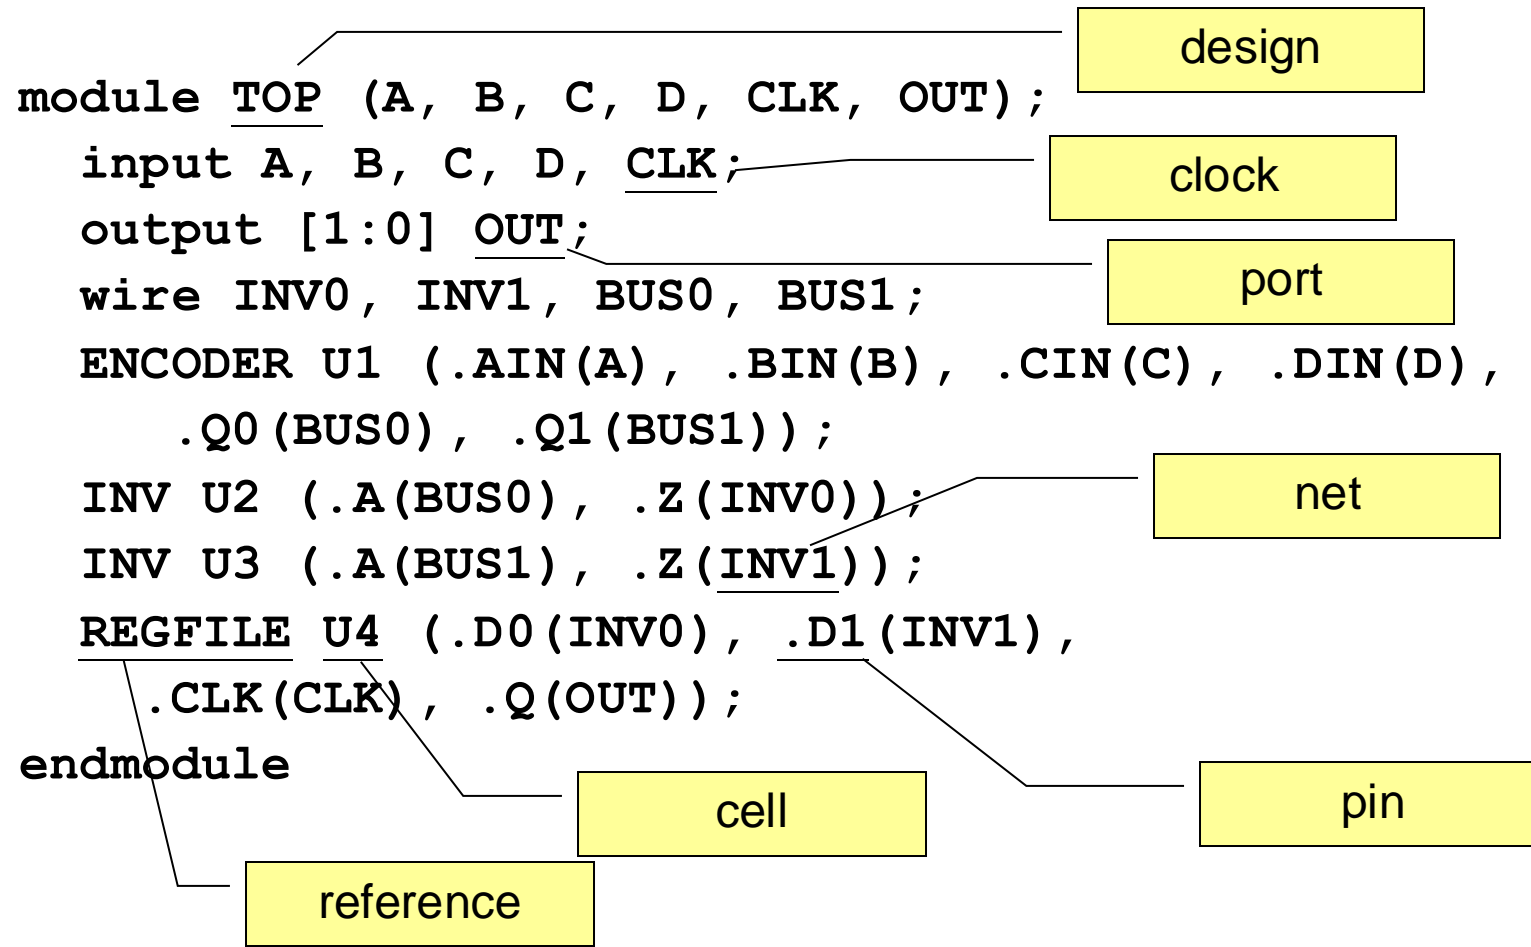 design
module TOP (A, B, C, D, CLK, OUT);
input A, B, C, D, CLK;
clock
output [1:0] OUT;
port
wire INV0, INV1, BUS0, BUS1;
ENCODER U1 (.AIN(A), .BIN(B), .CIN(C), .DIN(D),
.Q0(BUS0), .Q1(BUS1));
INV U2 (.A(BUS0), .Z(INV0));
net
INV U3 (.A(BUS1), .Z(INV1));
REGFILE U4 (.D0(INV0), .D1(INV1),
.CLK(CLK), .Q(OUT));
endmodule
cell
pin
reference